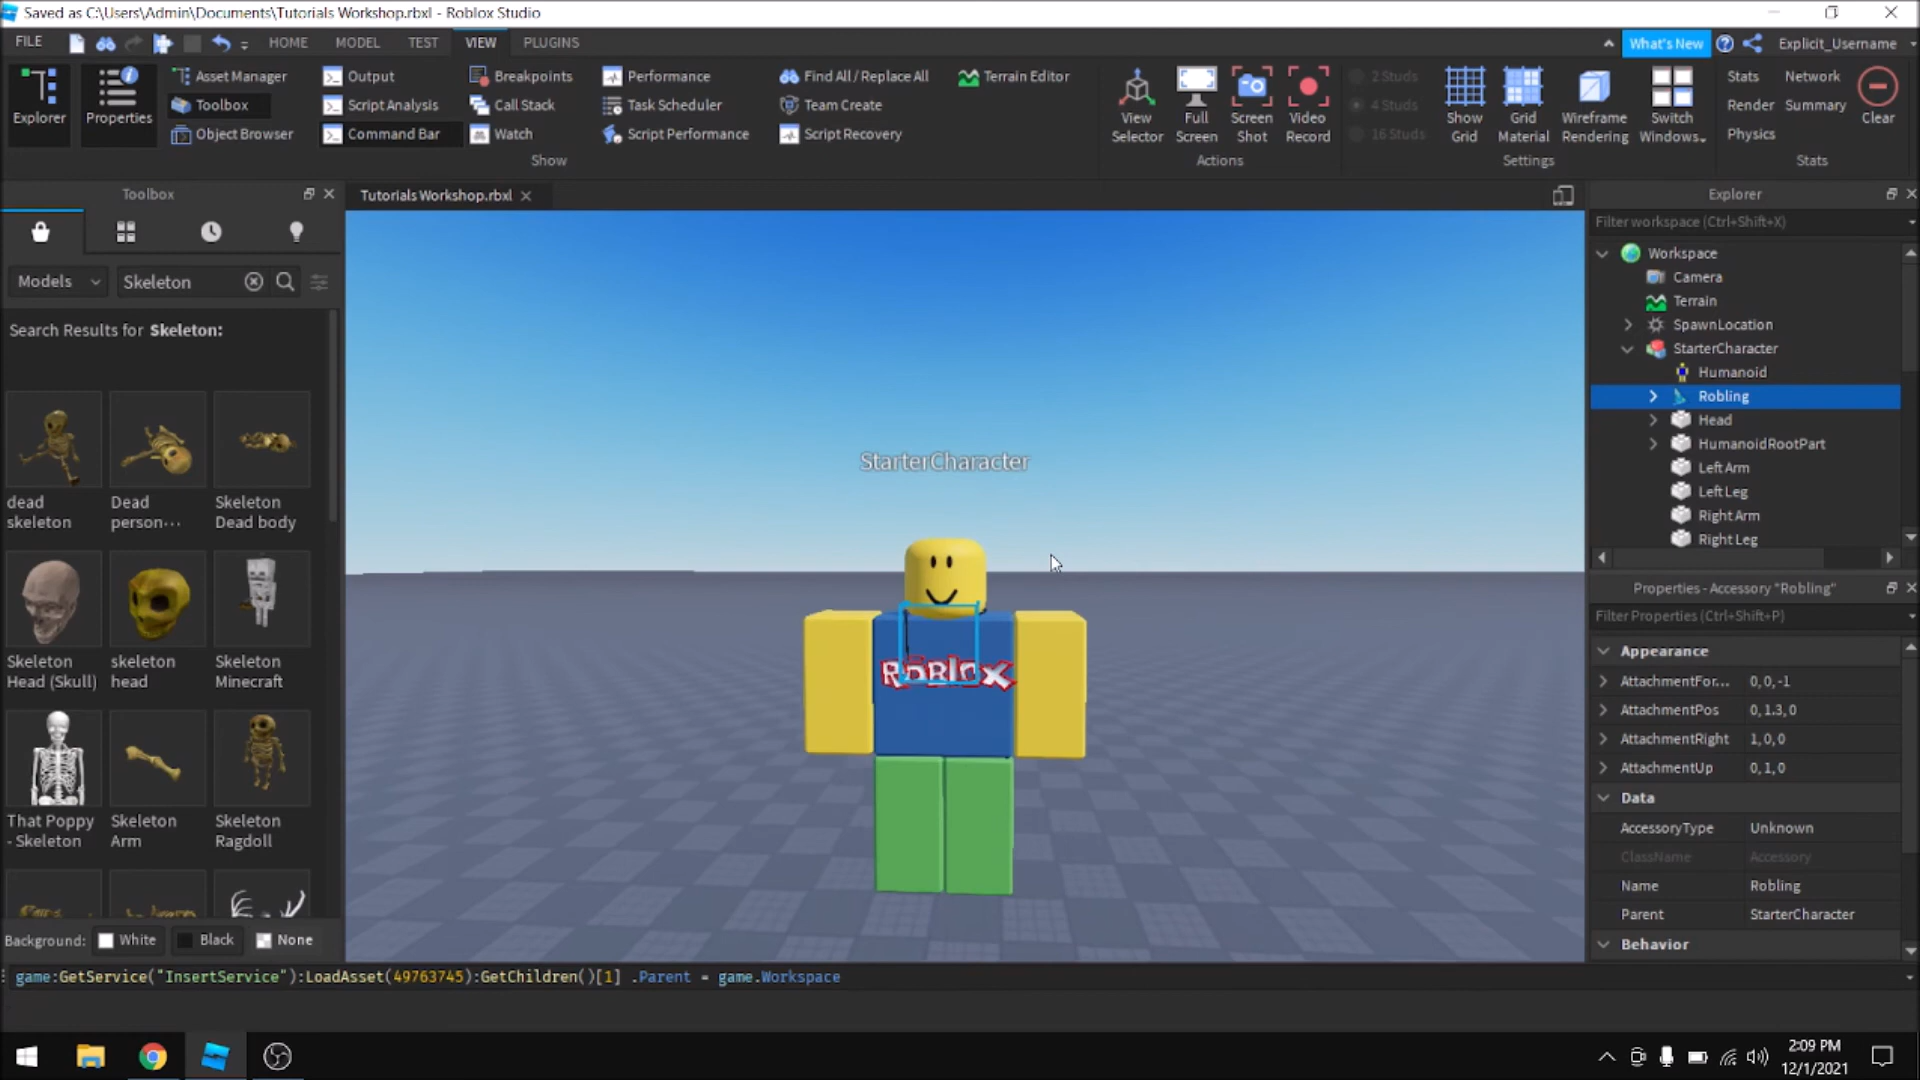 Saved as C:\Users\Admin\Documents\Tutorials Workshop.rbxl - Roblox Studio
FILE
HOME
MODEL
TEST
VIEW
PLUGINS
What's New
Explicit_Username
Explorer
Properties
Asset Manager
Toolbox
Object Browser
Output
Script Analysis
Command Bar
Breakpoints
Call Stack
Watch
Performance
Task Scheduler
Script Performance
Find All / Replace All
Team Create
Script Recovery
Terrain Editor
Show
View Selector
Full Screen
Screen Shot
Video Record
Actions
2 Studs
4 Studs
16 Studs
Show Grid
Grid Material
Wireframe Rendering
Switch Windows
Settings
Stats
Network
Render
Summary
Physics
Clear
Stats
Toolbox
Models
Skeleton
Search Results for Skeleton:
dead skeleton
Dead person...
Skeleton Dead body
Skeleton Head (Skull)
skeleton head
Skeleton Minecraft
That Poppy - Skeleton
Skeleton Arm
Skeleton Ragdoll
Background:
White
Black
None
Tutorials Workshop.rbxl
StarterCharacter
ROBLOX
Explorer
Filter workspace (Ctrl+Shift+X)
Workspace
Camera
Terrain
SpawnLocation
StarterCharacter
Humanoid
Robling
Head
HumanoidRootPart
Left Arm
Left Leg
Right Arm
Right Leg
Properties - Accessory "Robling"
Filter Properties (Ctrl+Shift+P)
Appearance
AttachmentFor... 0,0,-1
AttachmentPos 0,1.3,0
AttachmentRight 1,0,0
AttachmentUp 0,1,0
Data
AccessoryType Unknown
ClassName Accessory
Name Robling
Parent StarterCharacter
Behavior
game:GetService("InsertService"):LoadAsset(49763745):GetChildren()[1] .Parent = game.Workspace
2:09 PM
12/1/2021